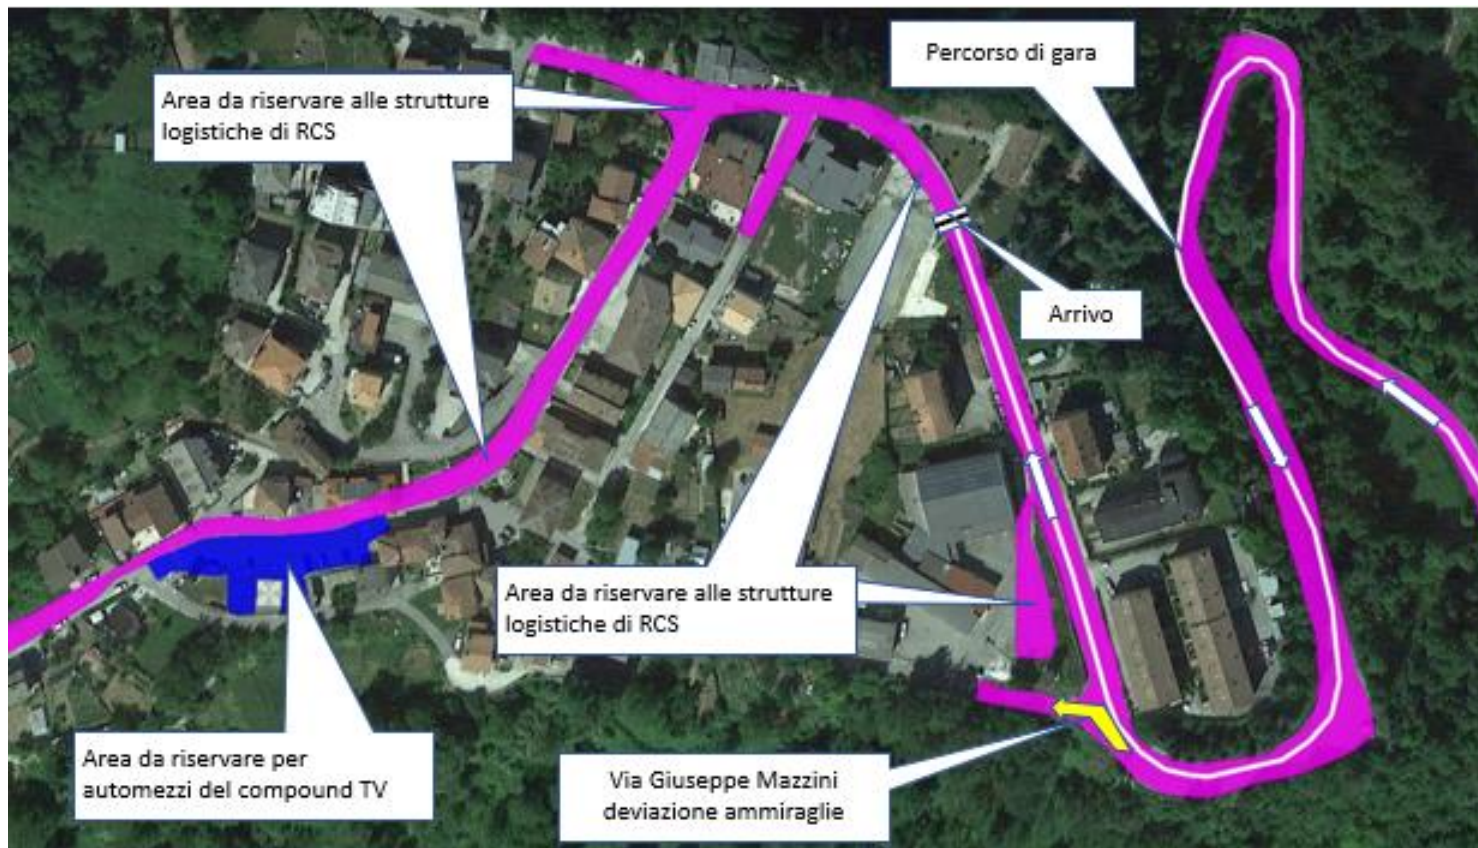 Percorso di gara
Area da riservare alle strutture
logistiche di RCS
Arrivo
Area da riservare alle strutture
logistiche di RCS
Area da riservare per
automezzi del compound TV
Via Giuseppe Mazzini
deviazione ammiraglie